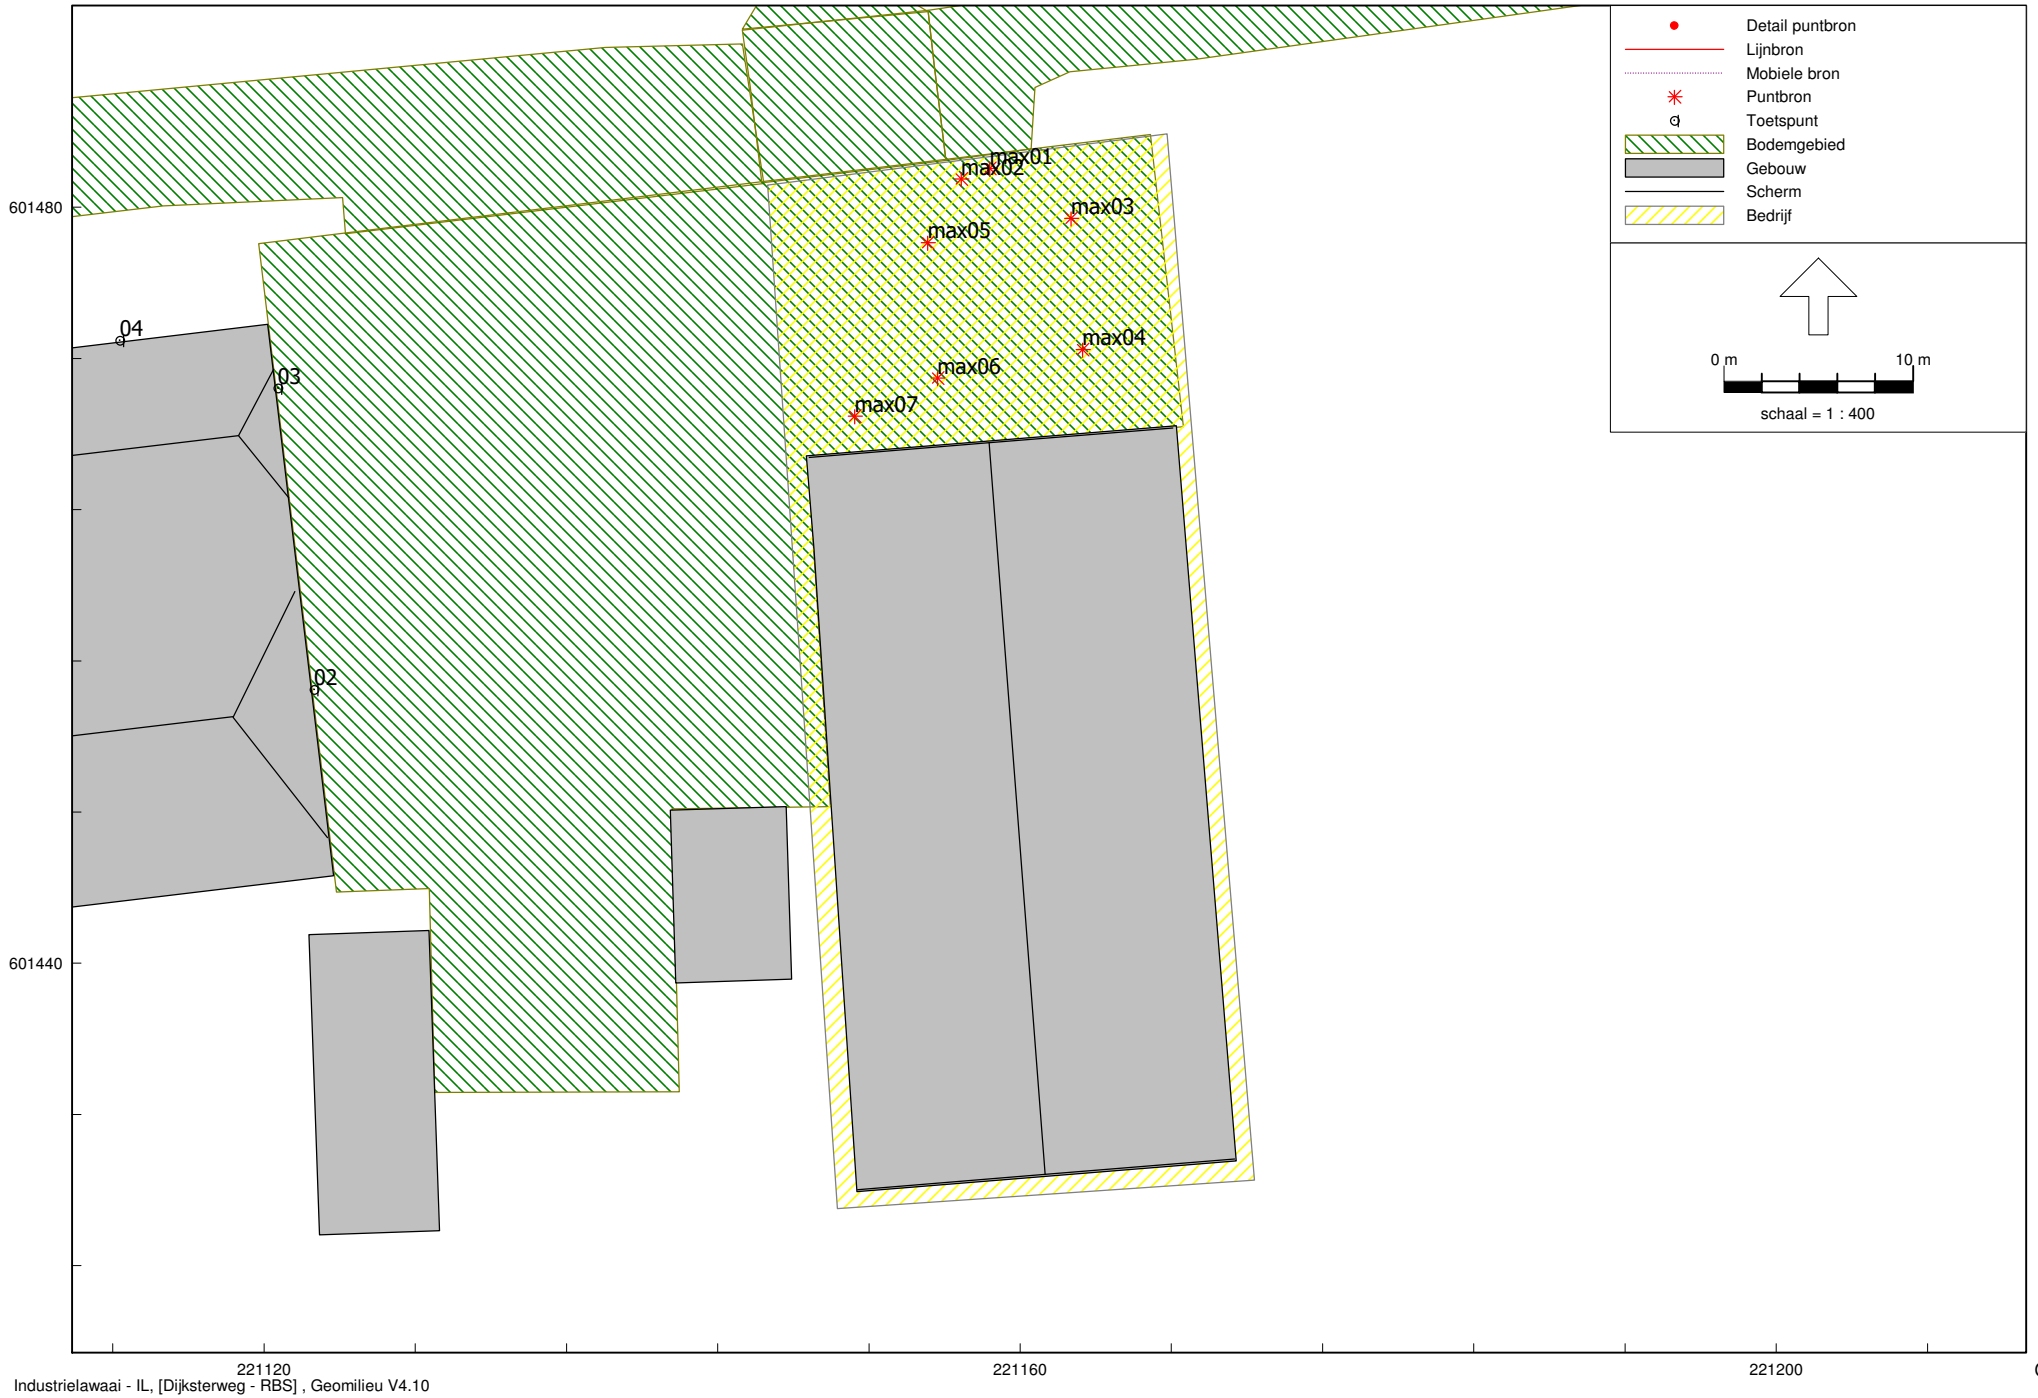 Detail puntbron
Lijnbron
Mobiele bron
Puntbron
Toetspunt
Bodemgebied
Gebouw
Scherm
Bedrijf
0 m 10 m
schaal = 1 : 400
max01
max02
max03
max05
max04
max06
max07
04
03
02
601480
601440
221120 221160 221200
Industrielawaai - IL, [Dijksterweg - RBS] , Geomilieu V4.10